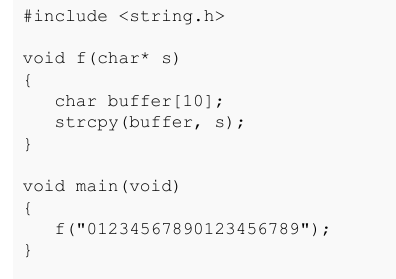 #include <string.h>
void f(char* s)
{
char buffer[10];
strcpy(buffer, s);
}
void main(void)
{
f("01234567890123456789");
}